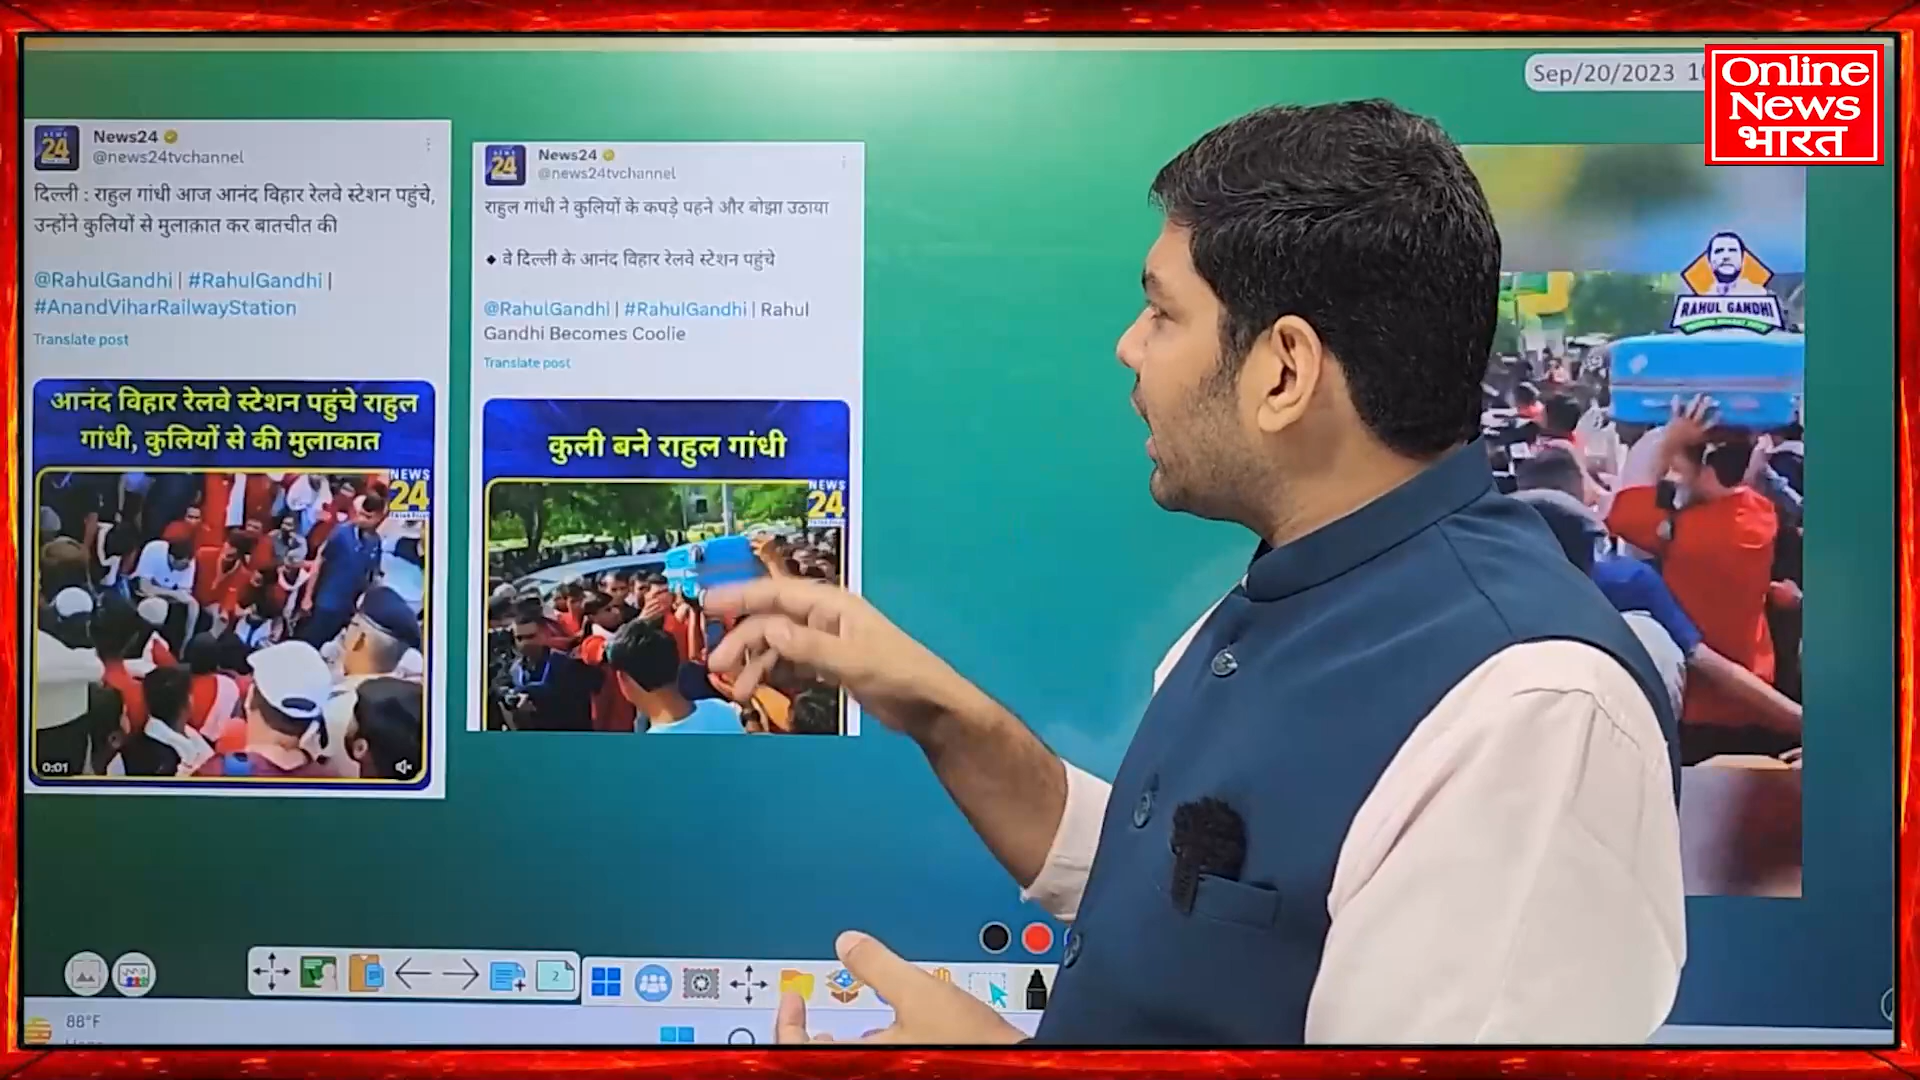 Sep/20/2023
Online
News
भारत
News24
@news24tvchannel
दिल्ली : राहुल गांधी आज आनंद विहार रेलवे स्टेशन पहुंचे,
उन्होंने कुलियों से मुलाक़ात कर बातचीत की
@RahulGandhi | #RahulGandhi |
#AnandViharRailwayStation
Translate post
आनंद विहार रेलवे स्टेशन पहुंचे राहुल
गांधी, कुलियों से की मुलाकात
NEWS
24
0:01
News24
@news24tvchannel
राहुल गांधी ने कुलियों के कपड़े पहने और बोझा उठाया
◆ वे दिल्ली के आनंद विहार रेलवे स्टेशन पहुंचे
@RahulGandhi | #RahulGandhi | Rahul
Gandhi Becomes Coolie
Translate post
कुली बने राहुल गांधी
NEWS
24
RAHUL GANDHI
2
88°F